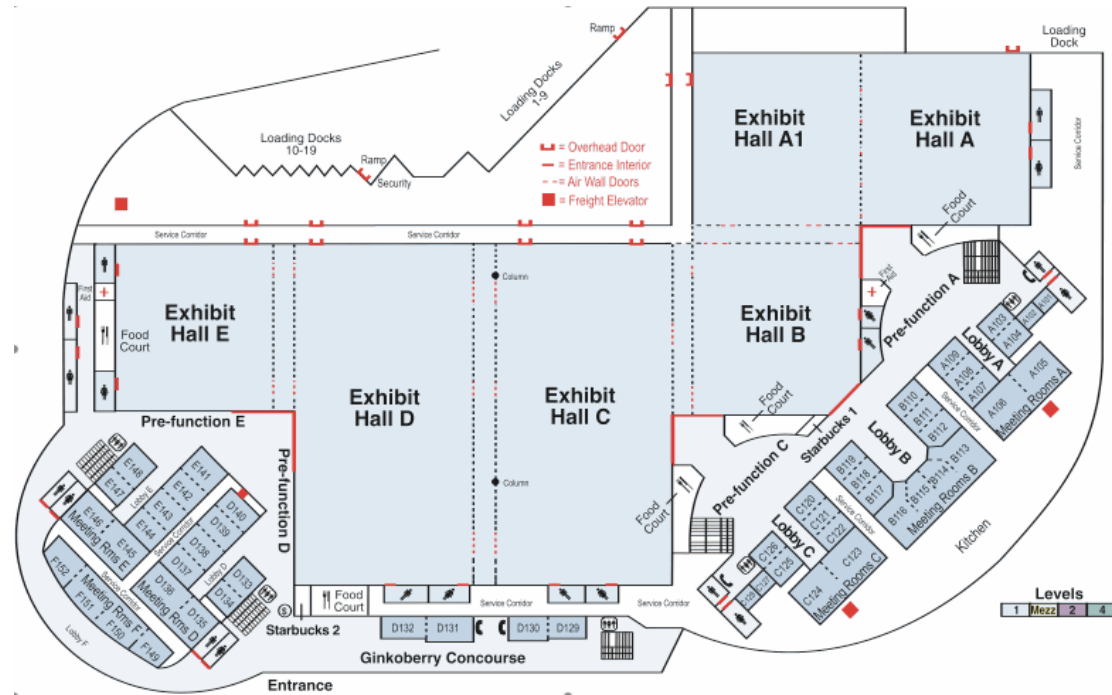 Ramp
Loading
Dock
Loading Docks
1-9
Exhibit
Hall A1
Exhibit
Hall A
Service Corridor
Loading Docks
10-19
Ramp
Security
= Overhead Door
= Entrance Interior
= Air Wall Doors
= Freight Elevator
Food
Court
Service Corridor
Service Corridor
First
Aid
Food
Court
Exhibit
Hall E
Column
Exhibit
Hall D
Exhibit
Hall C
Column
Exhibit
Hall B
First
Aid
Pre-function A
Food
Court
Starbucks 1
Pre-function C
Food
Court
A101
A102
A103
A104
Lobby A
A105
A106
Meeting Rooms A
A109
A108
A107
Service Corridor
B110
B111
B112
Lobby B
B113
B114
B115
B116
Meeting Rooms B
B119
B118
B117
Service Corridor
C120
C121
C122
Lobby C
C123
C124
Meeting Rooms C
C126
C125
C127
C128
Kitchen
Pre-function E
Pre-function D
E148
E147
Lobby E
E141
E142
E143
E144
E146
E145
Meeting Rms E
Service Corridor
D140
D139
D138
D137
Lobby D
D133
D134
D136
D135
Meeting Rms D
Service Corridor
F152
F151
F150
F149
Meeting Rms F
Lobby F
S
Starbucks 2
Food
Court
Service Corridor
Service Corridor
D132
D131
D130
D129
Ginkoberry Concourse
Entrance
Levels
1 Mezz 2 4